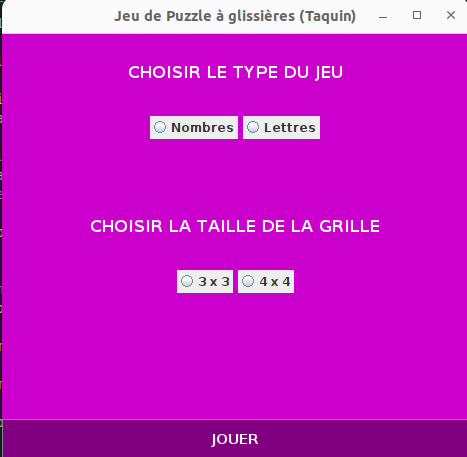 Jeu de Puzzle à glissières (Taquin)
CHOISIR LE TYPE DU JEU
Nombres Lettres
CHOISIR LA TAILLE DE LA GRILLE
3 x 3 4 x 4
JOUER